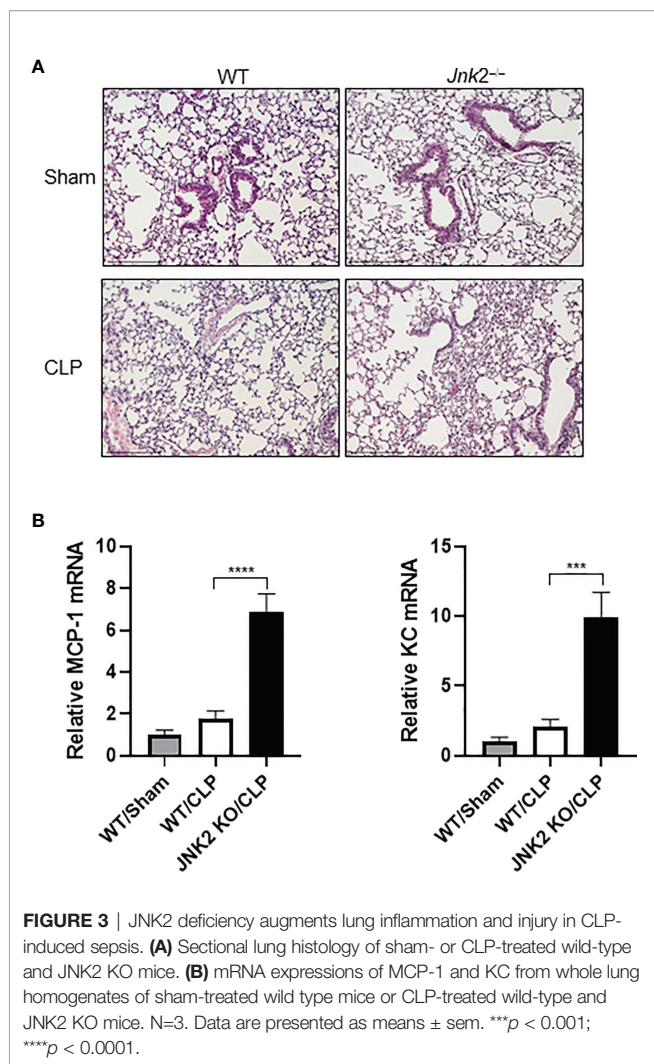 A
WT
Jnk2⁻/⁻
Sham
CLP
B
Relative MCP-1 mRNA
10
8
6
4
2
0
****
WT/Sham
WT/CLP
JNK2 KO/CLP
Relative KC mRNA
15
10
5
0
***
WT/Sham
WT/CLP
JNK2 KO/CLP
FIGURE 3 | JNK2 deficiency augments lung inflammation and injury in CLP-
induced sepsis. (A) Sectional lung histology of sham- or CLP-treated wild-type
and JNK2 KO mice. (B) mRNA expressions of MCP-1 and KC from whole lung
homogenates of sham-treated wild type mice or CLP-treated wild-type and
JNK2 KO mice. N=3. Data are presented as means ± sem. ***p < 0.001;
****p < 0.0001.